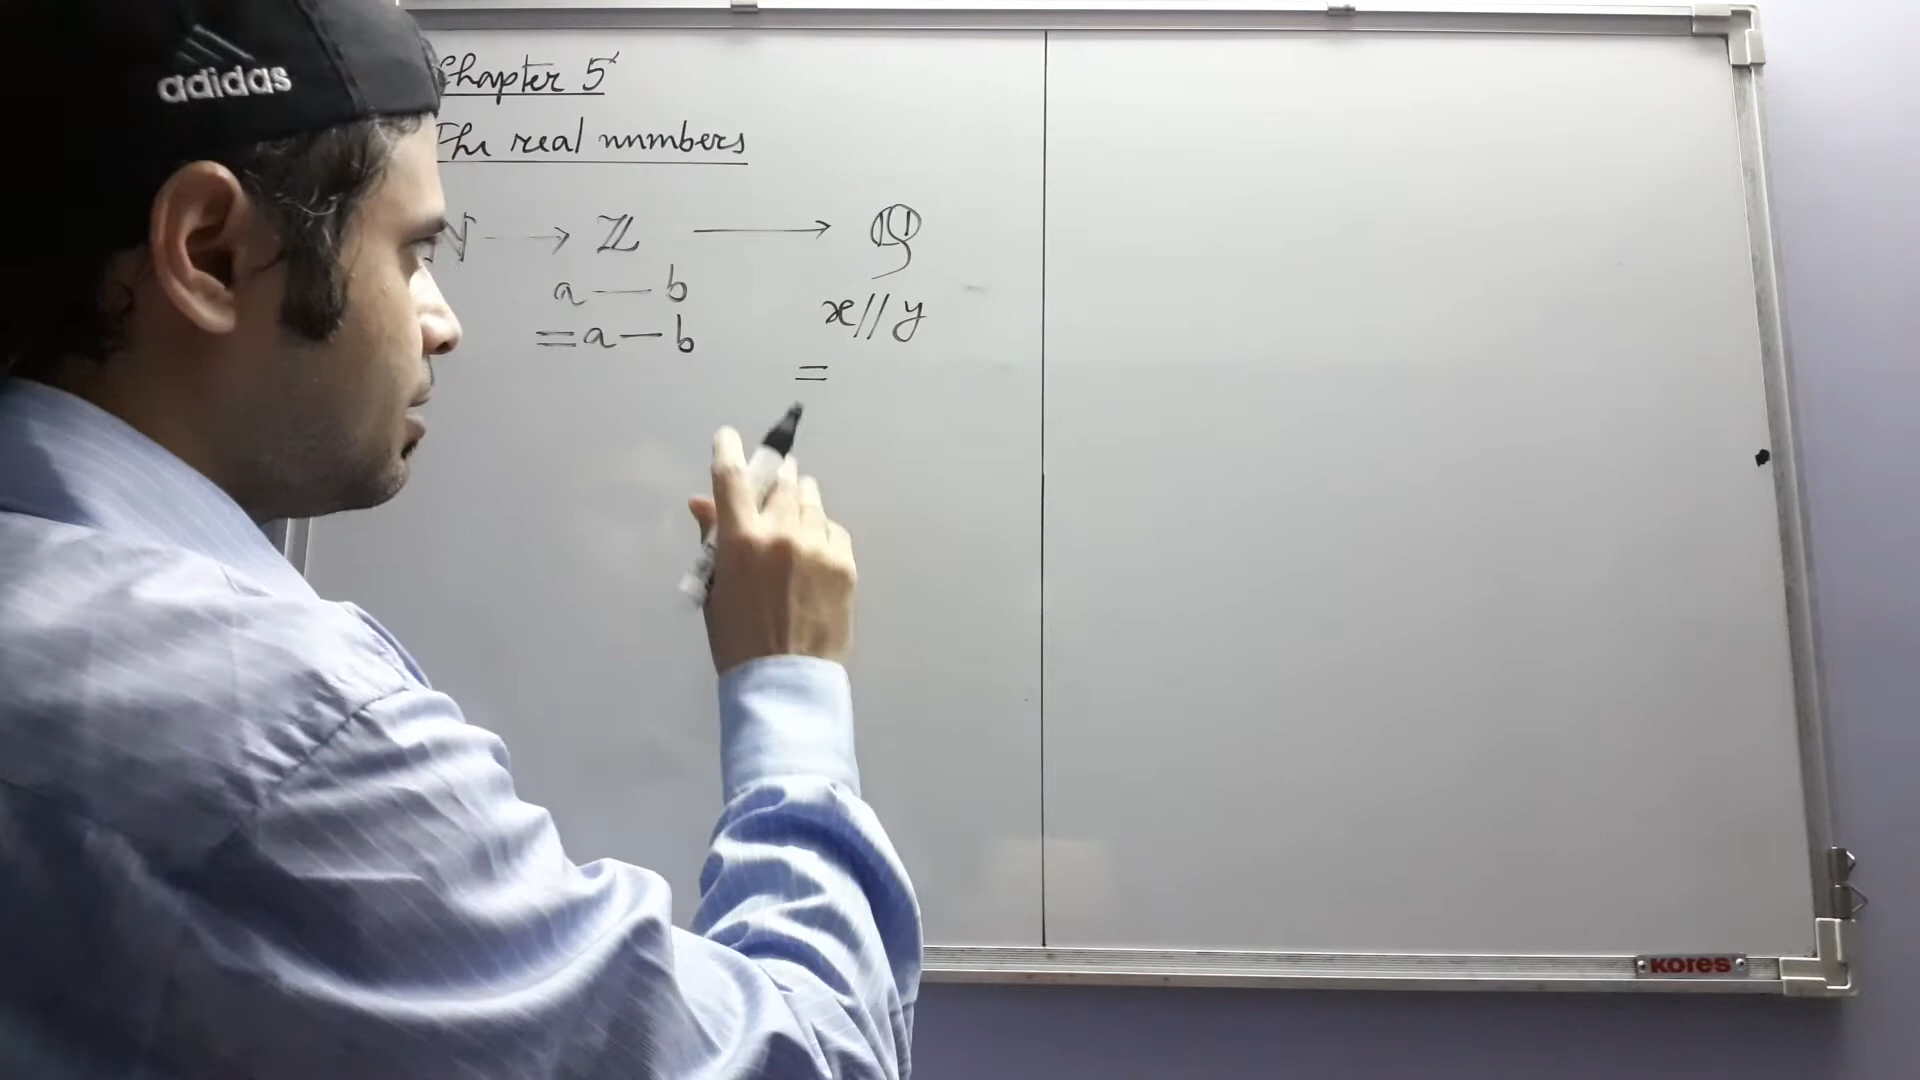 adidas
Chapter 5
The real numbers
ℕ → ℤ → ℚ
a — b
= a — b
x // y
=
Kores